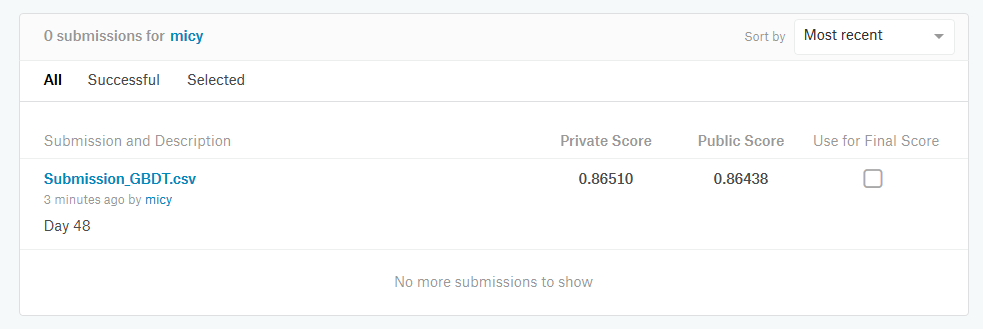 0 submissions for micy
Sort by Most recent
All Successful Selected
Submission and Description Private Score Public Score Use for Final Score
Submission_GBDT.csv 0.86510 0.86438
3 minutes ago by micy
Day 48
No more submissions to show